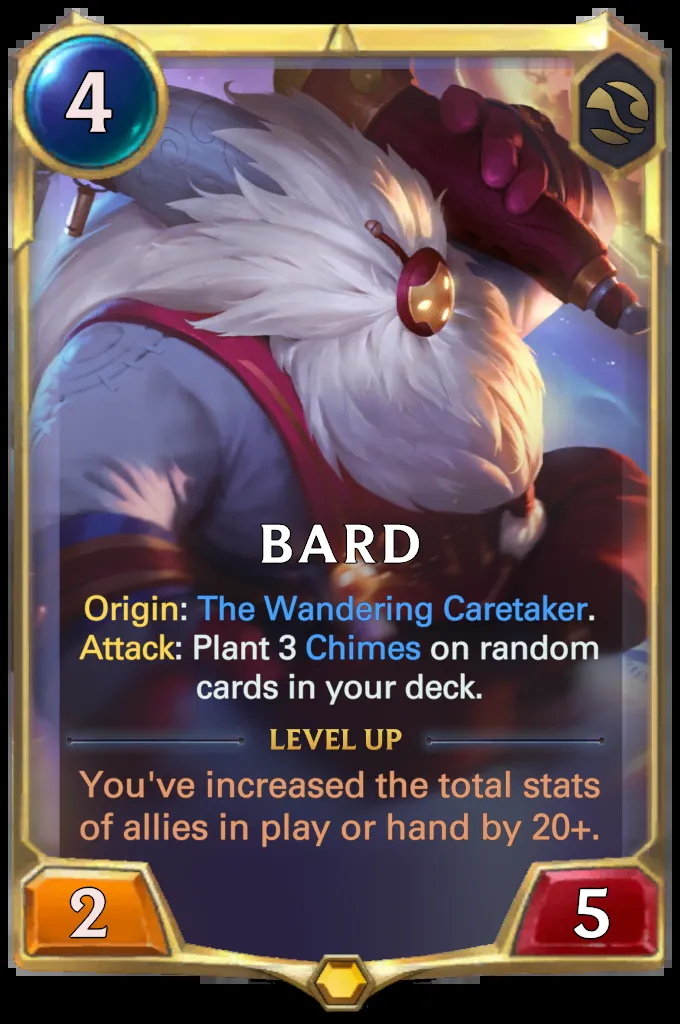 4
BARD
Origin: The Wandering Caretaker.
Attack: Plant 3 Chimes on random
cards in your deck.
LEVEL UP
You've increased the total stats
of allies in play or hand by 20+.
2
5